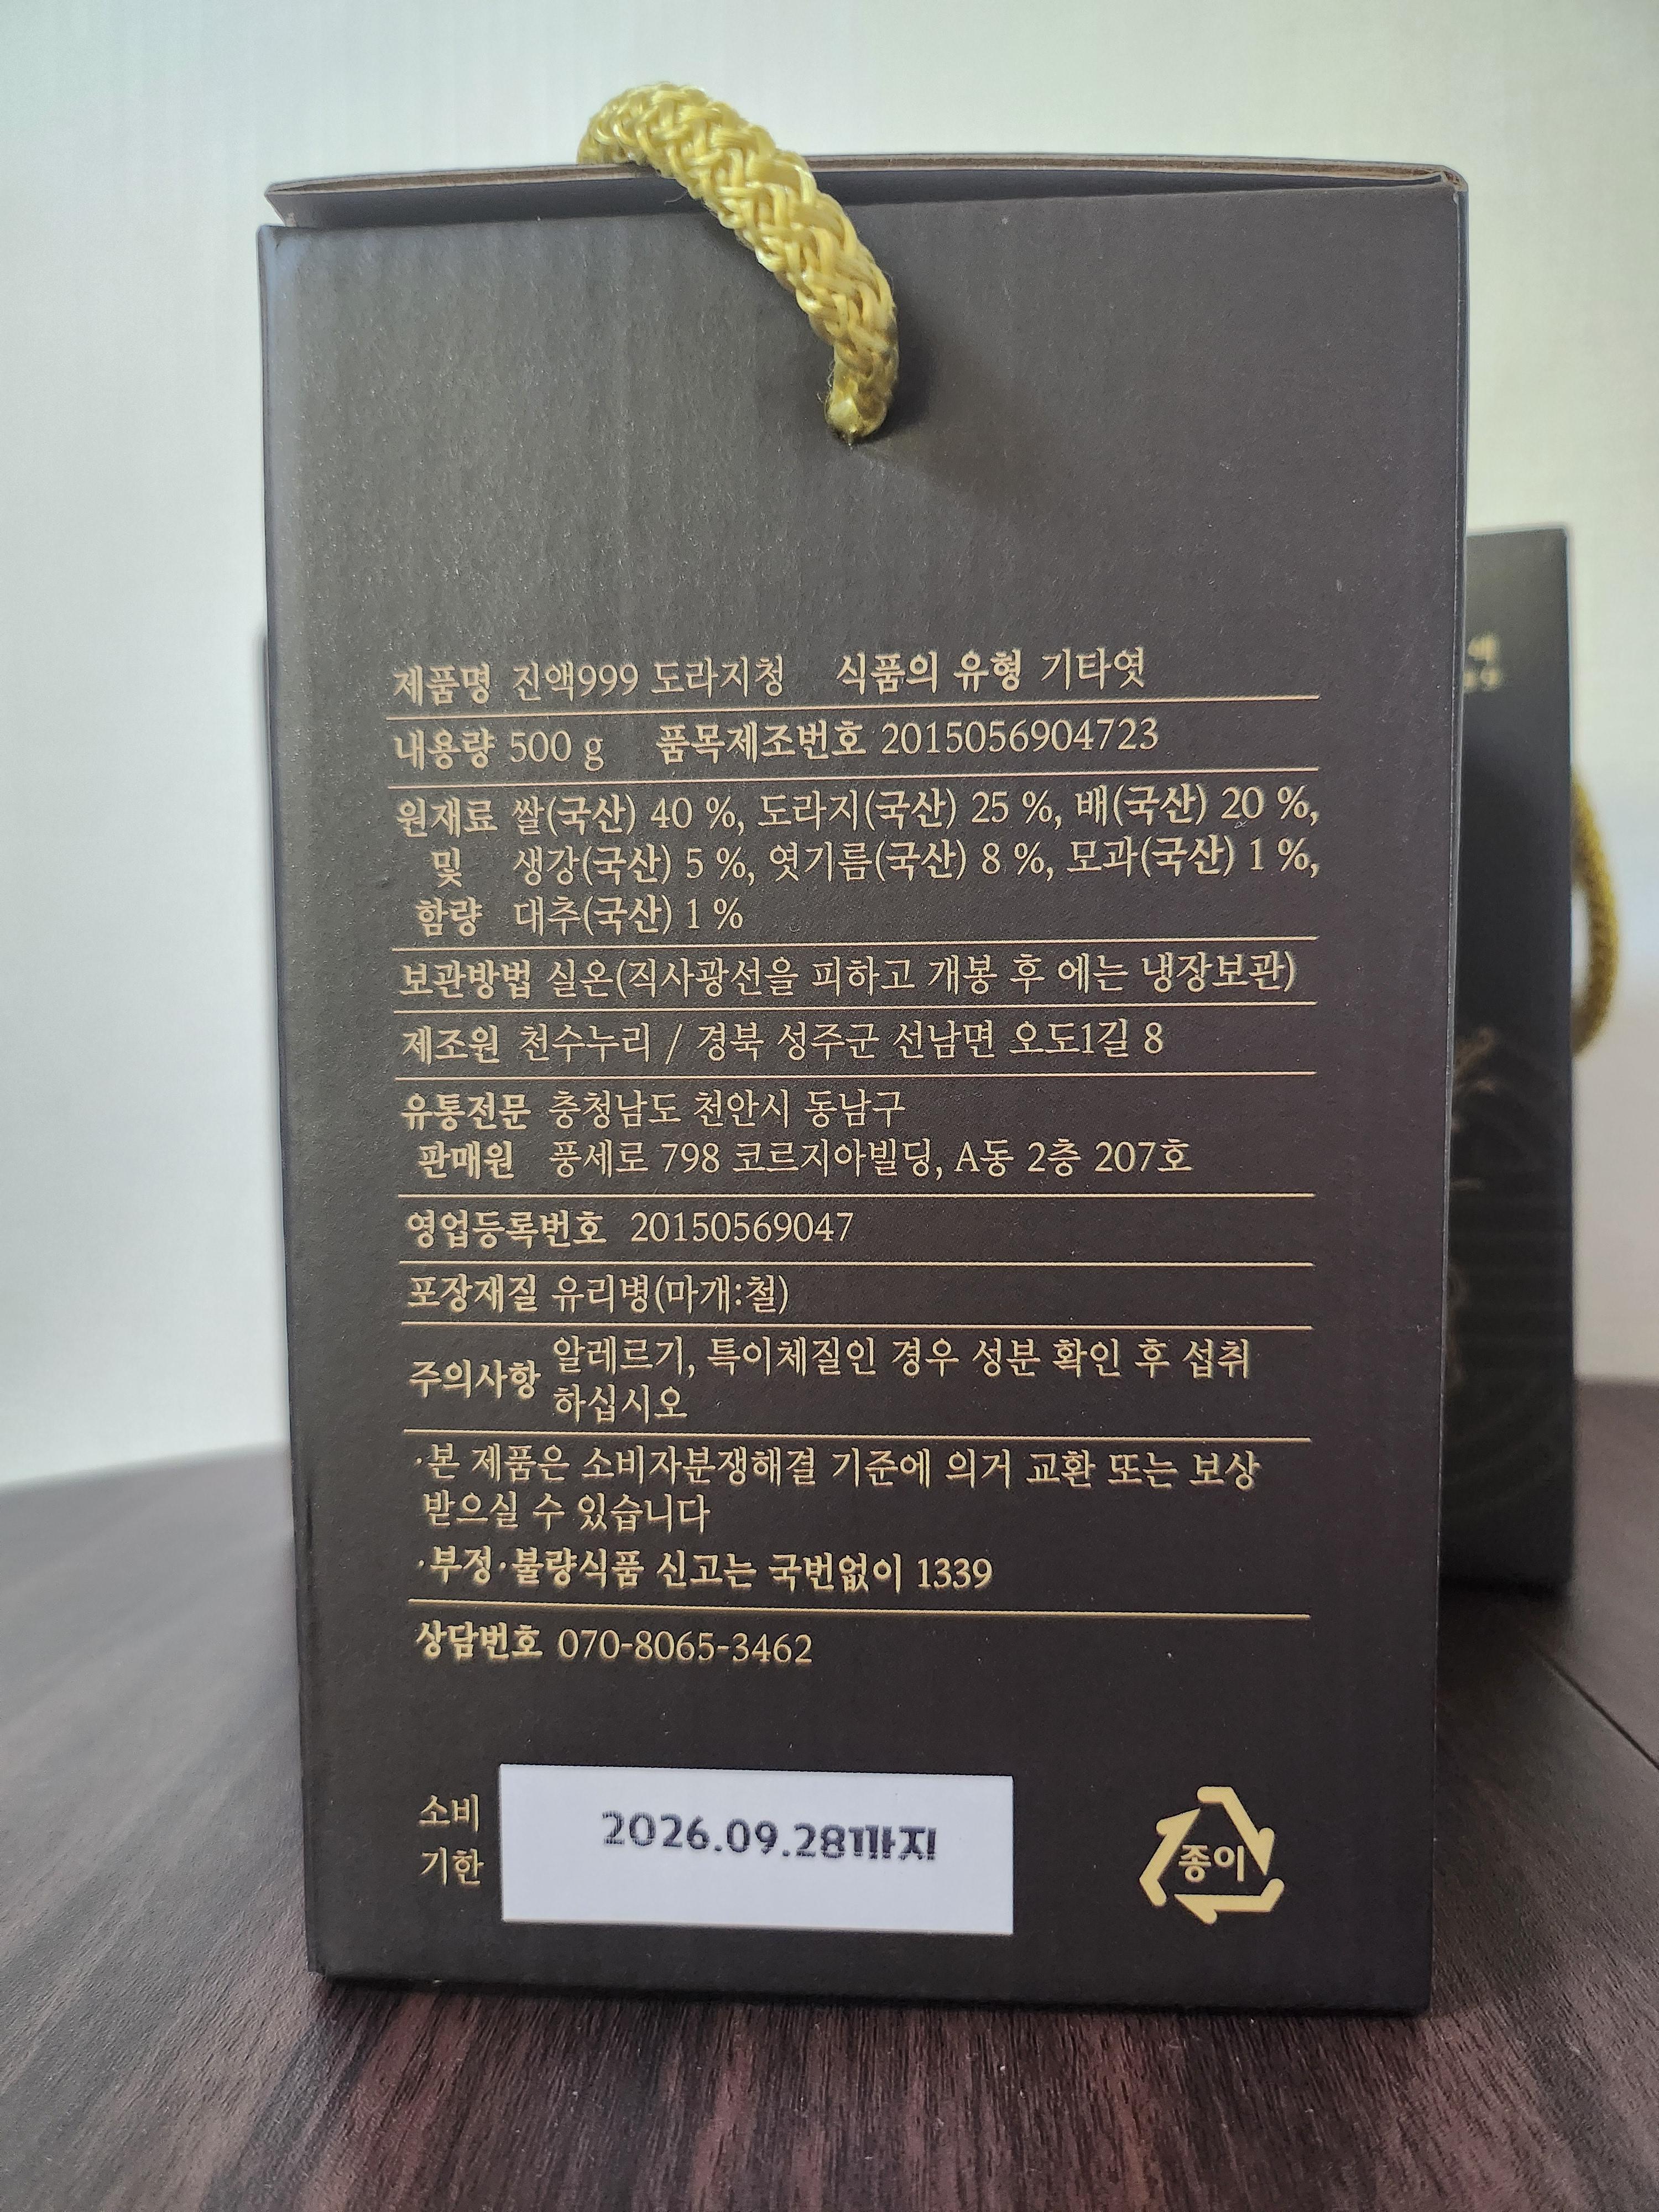 제품명 진액999 도라지청 식품의 유형 기타엿
내용량 500 g 품목제조번호 2015056904723
원재료 쌀(국산) 40 %, 도라지(국산) 25 %, 배(국산) 20 %,
및 생강(국산) 5 %, 엿기름(국산) 8 %, 모과(국산) 1 %,
함량 대추(국산) 1 %
보관방법 실온(직사광선을 피하고 개봉 후 에는 냉장보관)
제조원 천수누리 / 경북 성주군 선남면 오도1길 8
유통전문 충청남도 천안시 동남구
판매원 풍세로 798 코르지아빌딩, A동 2층 207호
영업등록번호 20150569047
포장재질 유리병(마개:철)
주의사항 알레르기, 특이체질인 경우 성분 확인 후 섭취
하십시오
·본 제품은 소비자분쟁해결 기준에 의거 교환 또는 보상
받으실 수 있습니다
·부정·불량식품 신고는 국번없이 1339
상담번호 070-8065-3462
소비
기한
2026.09.28까지
종이